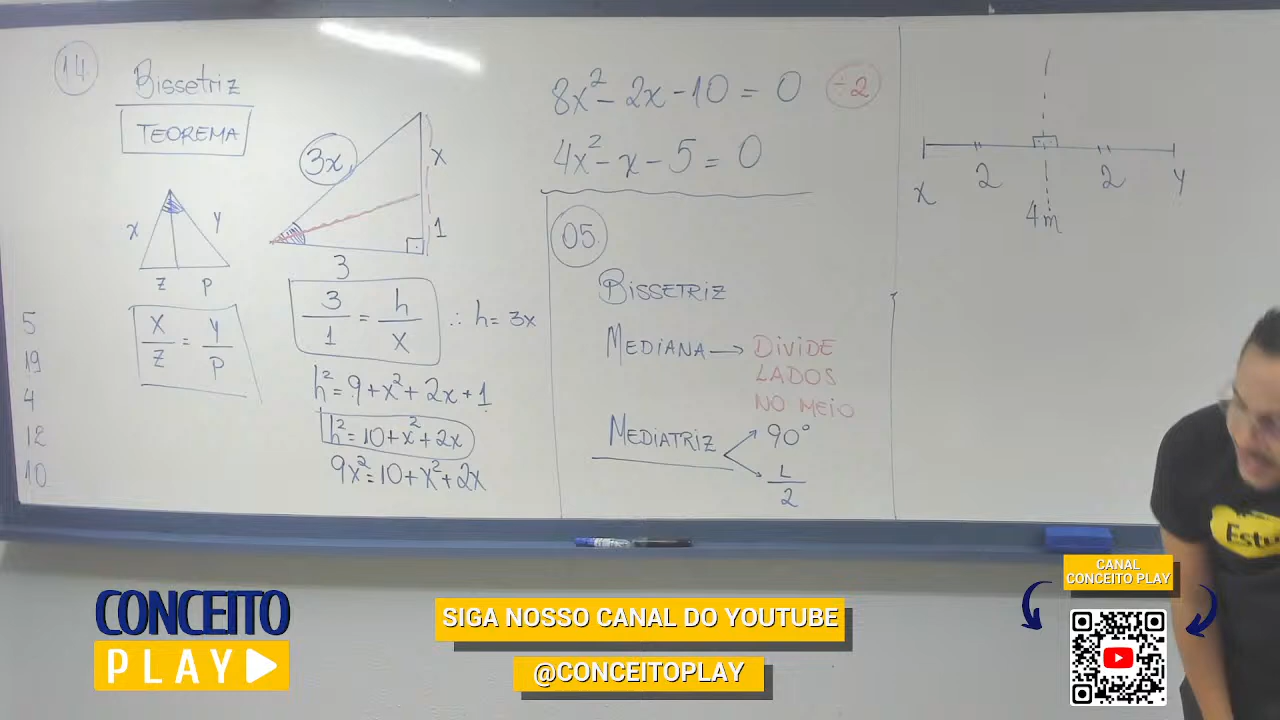 14
Bissetriz
TEOREMA
x
y
z
p
x/z = y/p
5
19
4
12
10
3x
x
1
3
3/1 = h/x ∴ h = 3x
h² = 9 + x² + 2x + 1
h² = 10 + x² + 2x
9x² = 10 + x² + 2x
8x² - 2x - 10 = 0 ÷2
4x² - x - 5 = 0
05
BISSETRIZ
MEDIANA → DIVIDE
LADOS
NO MEIO
MEDIATRIZ
90°
L/2
x
2
2
y
4m
Estu
CONCEITO
PLAY
SIGA NOSSO CANAL DO YOUTUBE
@CONCEITOPLAY
CANAL
CONCEITO PLAY